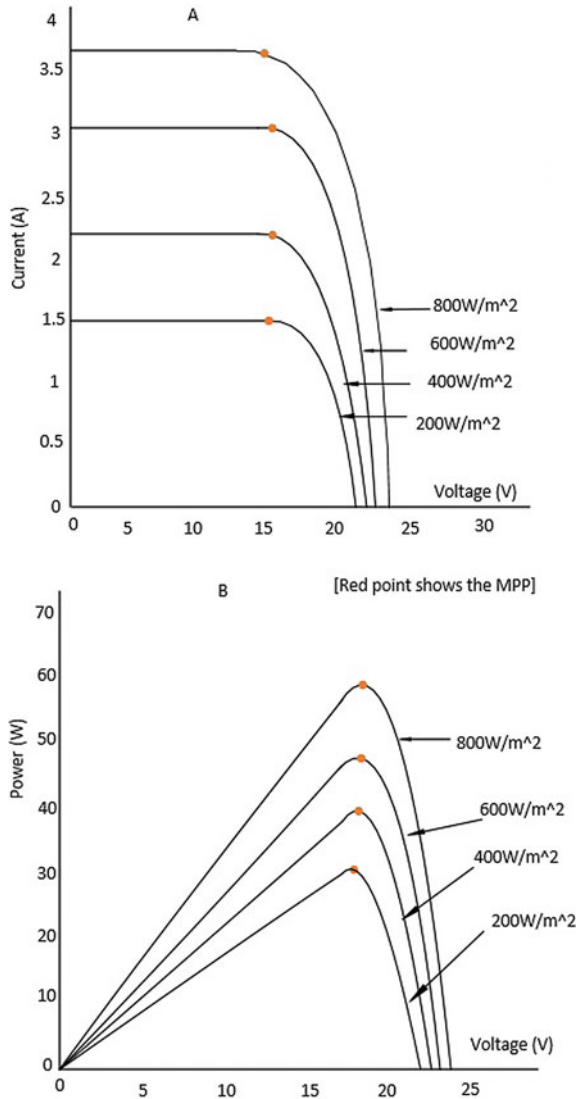 A
4
3.5
3
2.5
2
1.5
1
0.5
0
Current (A)
800W/m^2
600W/m^2
400W/m^2
200W/m^2
Voltage (V)
0 5 10 15 20 25 30
B
[Red point shows the MPP]
70
60
50
40
30
20
10
0
Power (W)
800W/m^2
600W/m^2
400W/m^2
200W/m^2
Voltage (V)
0 5 10 15 20 25